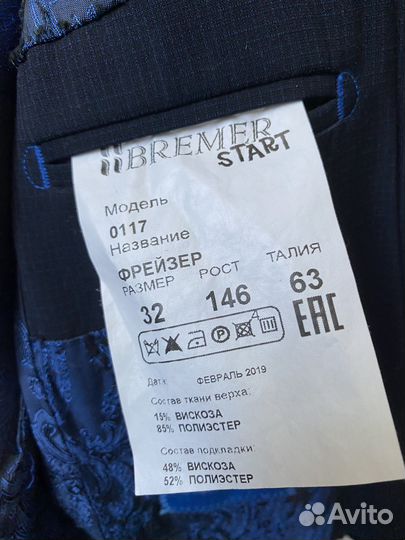 BREMER
START
Модель
0117
Название
ФРЕЙЗЕР
РАЗМЕР РОСТ ТАЛИЯ
32 146 63
P
EAC
Дата: ФЕВРАЛЬ 2019
Состав ткани верха:
15% ВИСКОЗА
85% ПОЛИЭСТЕР
Состав подкладки:
48% ВИСКОЗА
52% ПОЛИЭСТЕР
Avito